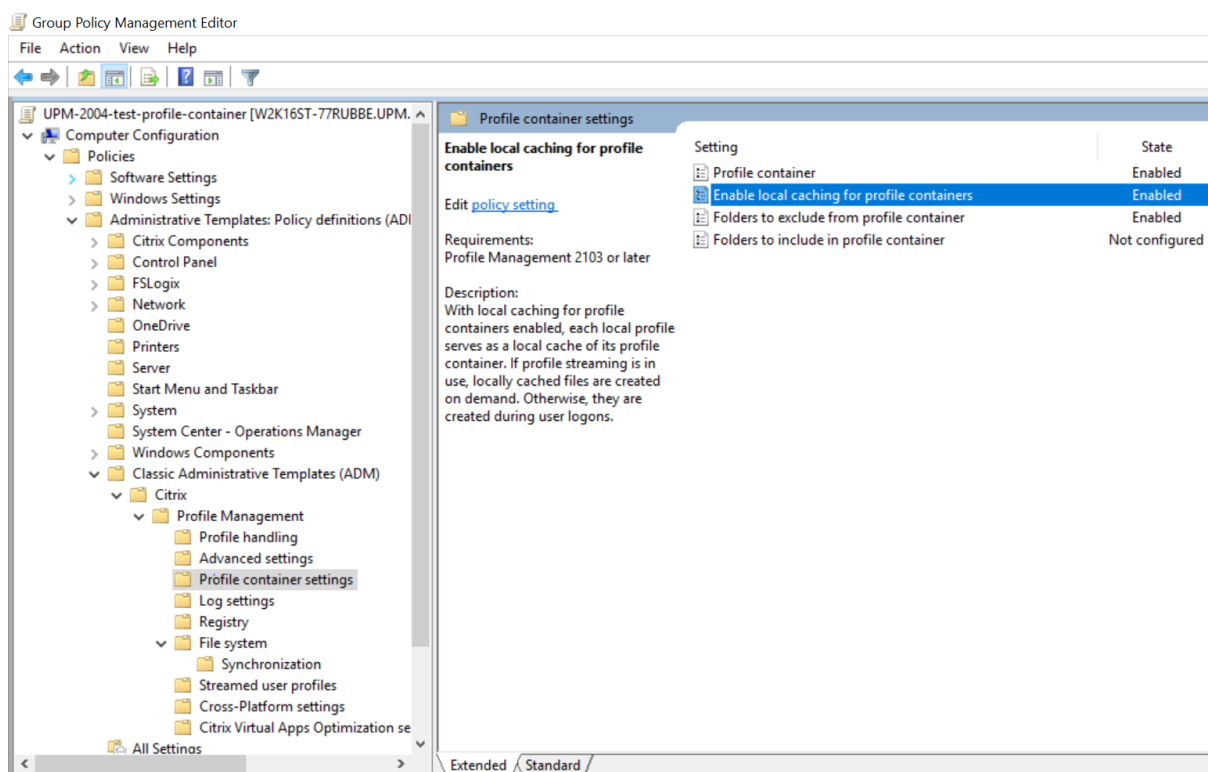 Group Policy Management Editor
File Action View Help
UPM-2004-test-profile-container [W2K16ST-77RUBBE.UPM.
Computer Configuration
Policies
Software Settings
Windows Settings
Administrative Templates: Policy definitions (ADI
Citrix Components
Control Panel
FSLogix
Network
OneDrive
Printers
Server
Start Menu and Taskbar
System
System Center - Operations Manager
Windows Components
Classic Administrative Templates (ADM)
Citrix
Profile Management
Profile handling
Advanced settings
Profile container settings
Log settings
Registry
File system
Synchronization
Streamed user profiles
Cross-Platform settings
Citrix Virtual Apps Optimization se
All Settings
Profile container settings
Enable local caching for profile
containers
Edit policy setting
Requirements:
Profile Management 2103 or later
Description:
With local caching for profile
containers enabled, each local profile
serves as a local cache of its profile
container. If profile streaming is in
use, locally cached files are created
on demand. Otherwise, they are
created during user logons.
Setting State
Profile container Enabled
Enable local caching for profile containers Enabled
Folders to exclude from profile container Enabled
Folders to include in profile container Not configured
Extended Standard